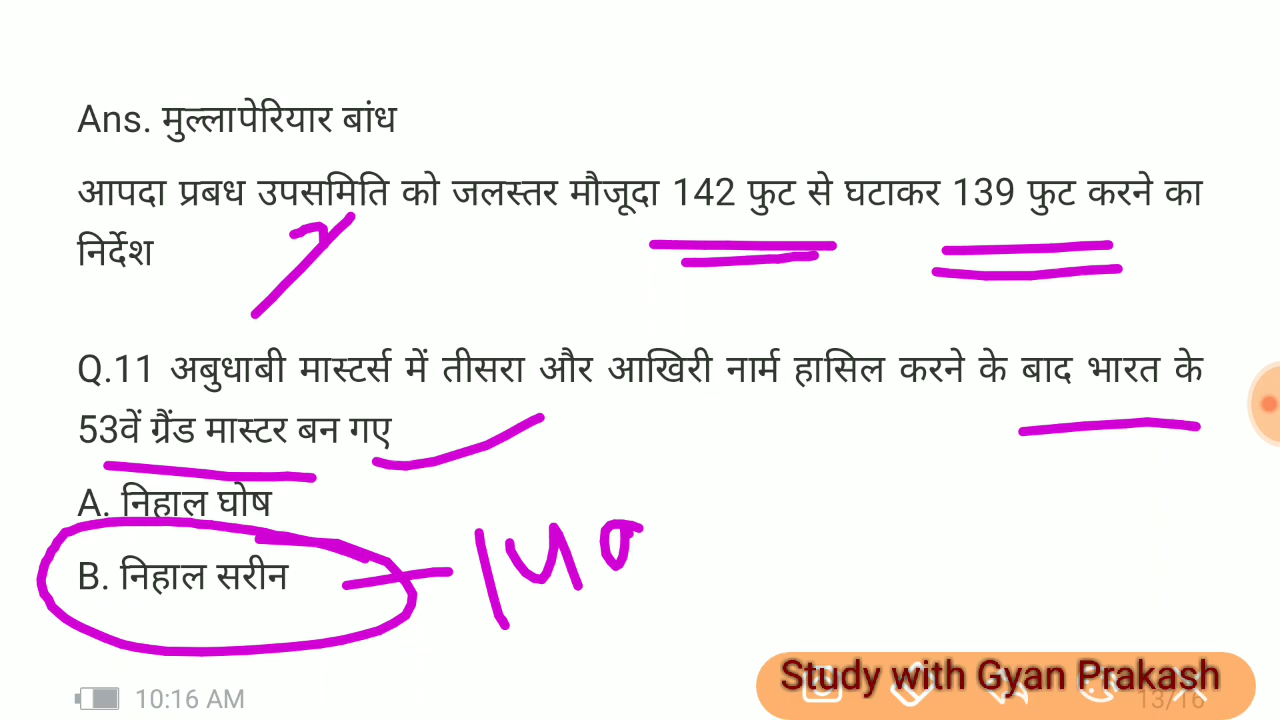 Ans. मुल्लापेरियार बांध
आपदा प्रबध उपसमिति को जलस्तर मौजूदा 142 फुट से घटाकर 139 फुट करने का
निर्देश
Q.11 अबुधाबी मास्टर्स में तीसरा और आखिरी नार्म हासिल करने के बाद भारत के
53वें ग्रैंड मास्टर बन गए
A. निहाल घोष
B. निहाल सरीन
Study with Gyan Prakash
10:16 AM
13/16